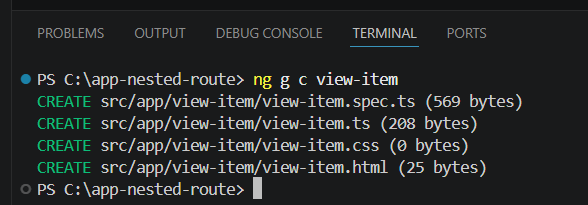 PROBLEMS OUTPUT DEBUG CONSOLE TERMINAL PORTS
PS C:\app-nested-route> ng g c view-item
CREATE src/app/view-item/view-item.spec.ts (569 bytes)
CREATE src/app/view-item/view-item.ts (208 bytes)
CREATE src/app/view-item/view-item.css (0 bytes)
CREATE src/app/view-item/view-item.html (25 bytes)
PS C:\app-nested-route>